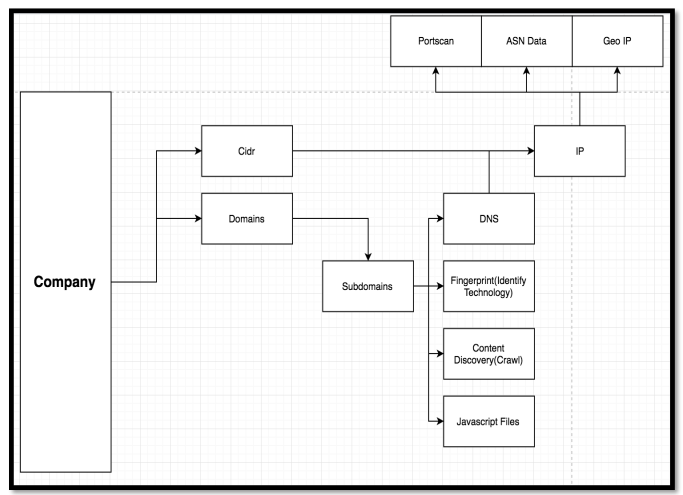 Portscan
ASN Data
Geo IP
Cidr
IP
Domains
DNS
Company
Subdomains
Fingerprint(Identify
Technology)
Content
Discovery(Crawl)
Javascript Files